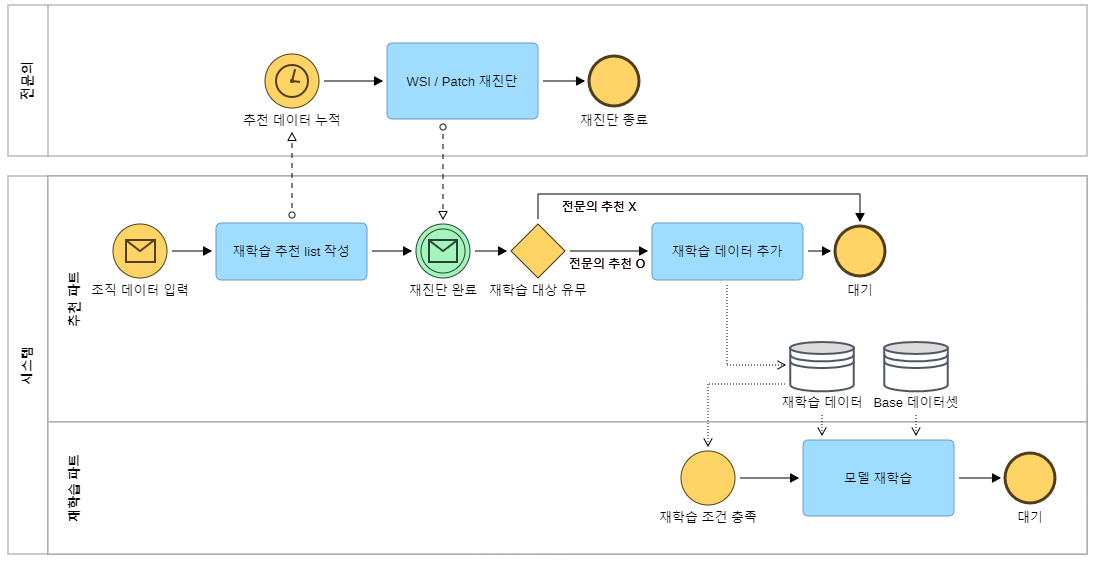 전문의
추천 데이터 누적
WSI / Patch 재진단
재진단 종료
시스템
추천 파트
조직 데이터 입력
재학습 추천 list 작성
재진단 완료
재학습 대상 유무
전문의 추천 X
전문의 추천 O
재학습 데이터 추가
대기
재학습 데이터
Base 데이터셋
재학습 파트
재학습 조건 충족
모델 재학습
대기